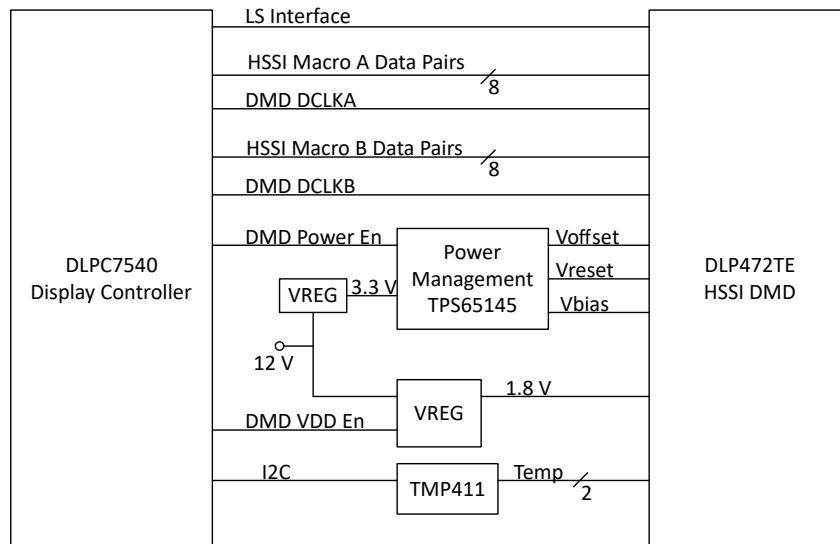 LS Interface
HSSI Macro A Data Pairs
8
DMD DCLKA
HSSI Macro B Data Pairs
8
DMD DCLKB
DMD Power En
Power
Management
TPS65145
Voffset
Vreset
Vbias
DLPC7540
Display Controller
DLP472TE
HSSI DMD
VREG
3.3 V
12 V
VREG
1.8 V
DMD VDD En
I2C
TMP411
Temp
2